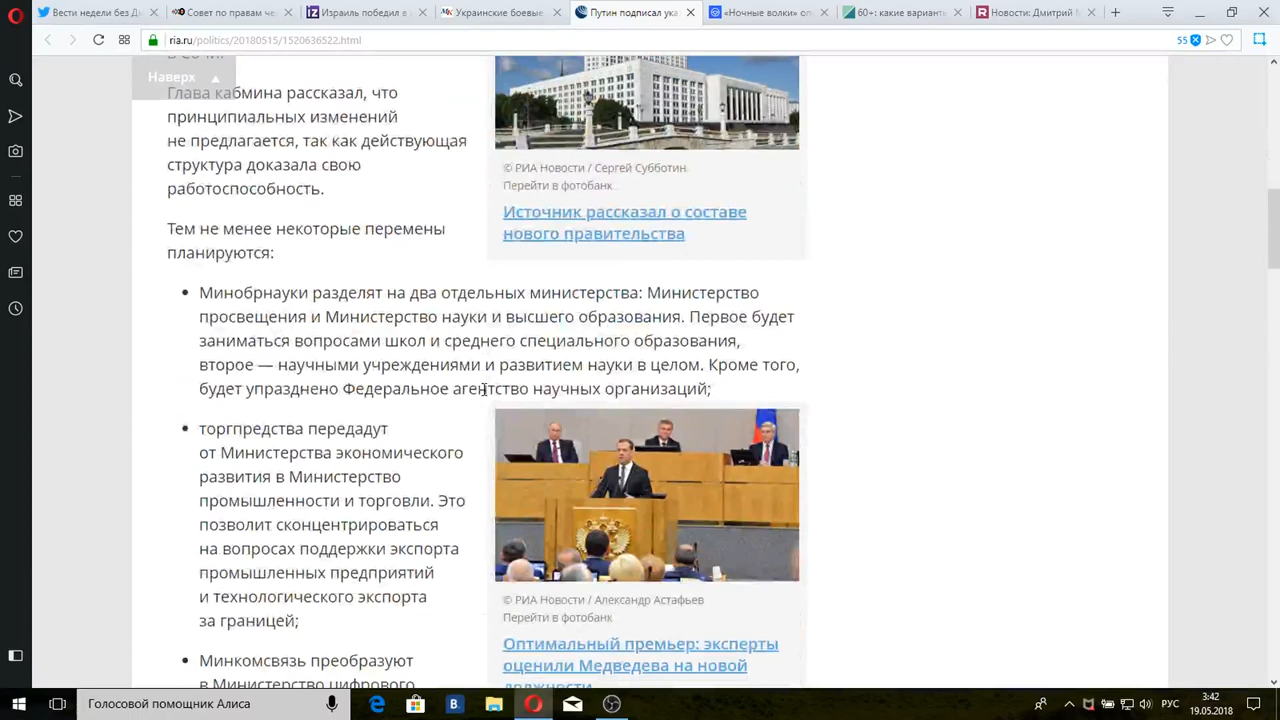 Вести недели без Д
Совет по правам че
Израиль победил в
Украинские боевые
Путин подписал ука
«Ночные волки» оп
60+: какие вариант
Новости: Дмитрий М
ria.ru/politics/20180515/1520636522.html
55
Наверх
Глава кабмина рассказал, что
принципиальных изменений
не предлагается, так как действующая
структура доказала свою
работоспособность.
Тем не менее некоторые перемены
планируются:
© РИА Новости / Сергей Субботин
Перейти в фотобанк
Источник рассказал о составе
нового правительства
Минобрнауки разделят на два отдельных министерства: Министерство
просвещения и Министерство науки и высшего образования. Первое будет
заниматься вопросами школ и среднего специального образования,
второе — научными учреждениями и развитием науки в целом. Кроме того,
будет упразднено Федеральное агентство научных организаций;
торгпредства передадут
от Министерства экономического
развития в Министерство
промышленности и торговли. Это
позволит сконцентрироваться
на вопросах поддержки экспорта
промышленных предприятий
и технологического экспорта
за границей;
Минкомсвязь преобразуют
в Министерство цифрового
© РИА Новости / Александр Астафьев
Перейти в фотобанк
Оптимальный премьер: эксперты
оценили Медведева на новой
должности
Голосовой помощник Алиса
РУС
3:42
19.05.2018